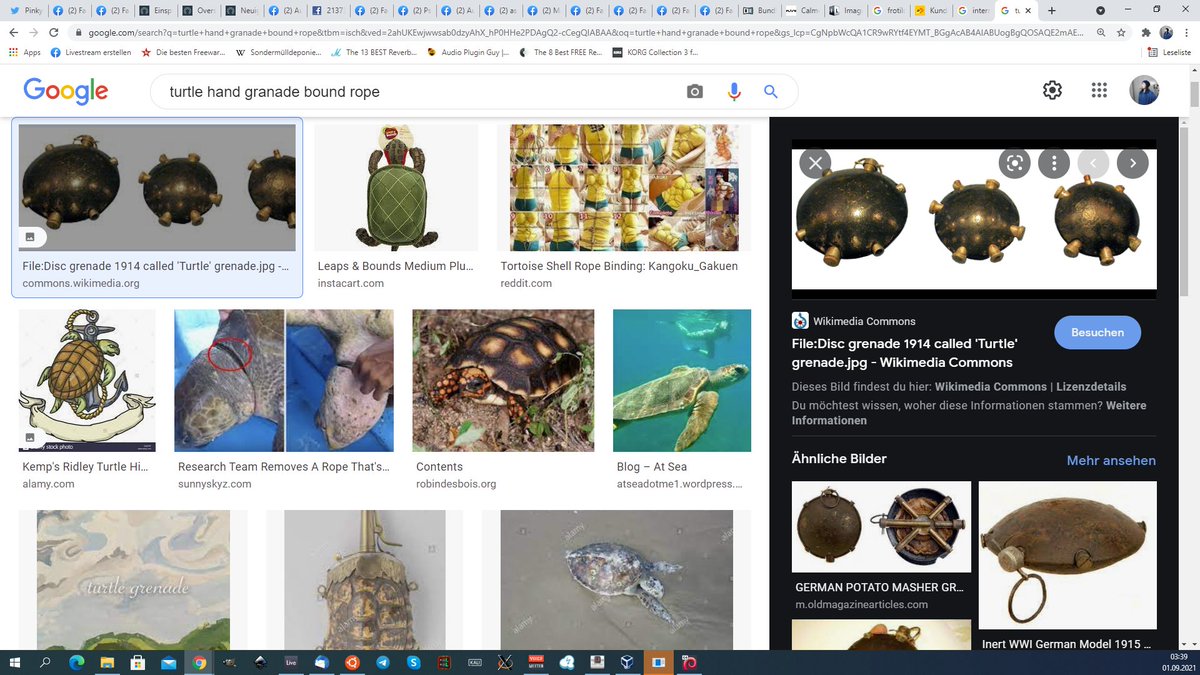 Pinky
(2) Fa
(2) Fa
Einsp
Over
Neui
(2) A
2137
(2) Fa
(2) P
(2) A
(2) a
(2) M
(2) Fa
(2) Fa
(2) Fa
(2) Fa
Bund
Calm
Imag
frotil
Kund
inter
google.com/search?q=turtle+hand+granade+bound+rope&tbm=isch&ved=2ahUKEwjwwsab0dzyAhX_hP0HHe2PDAgQ2-cCegQIABAA&oq=turtle+hand+granade+bound+rope&gs_lcp=CgNpbWcQA1CR9wRYtf4EYMT_BGgAcAB4AIABUogBgQOSAQE2mAE...
Apps
Livestream erstellen
Die besten Freewar...
Sondermülldeponie...
The 13 BEST Reverb...
Audio Plugin Guy |...
The 8 Best FREE Re...
KORG Collection 3 f...
Leseliste
Google
turtle hand granade bound rope
File:Disc grenade 1914 called 'Turtle' grenade.jpg -...
commons.wikimedia.org
Leaps & Bounds Medium Plu...
instacart.com
Tortoise Shell Rope Binding: Kangoku_Gakuen
reddit.com
Kemp's Ridley Turtle Hi...
alamy.com
Research Team Removes A Rope That's...
sunnyskyz.com
Contents
robindesbois.org
Blog – At Sea
atseadotme1.wordpress....
turtle grenade
alamy
alamy
Wikimedia Commons
File:Disc grenade 1914 called 'Turtle'
grenade.jpg - Wikimedia Commons
Besuchen
Dieses Bild findest du hier: Wikimedia Commons | Lizenzdetails
Du möchtest wissen, woher diese Informationen stammen? Weitere
Informationen
Ähnliche Bilder
Mehr ansehen
GERMAN POTATO MASHER GR...
m.oldmagazinearticles.com
Inert WWI German Model 1915 ...
Live
03:39
01.09.2021